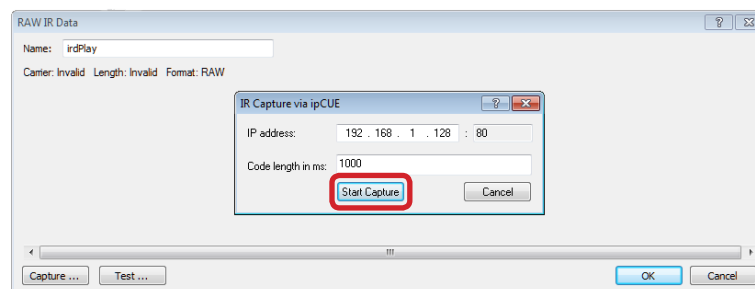 RAW IR Data
Name: irdPlay
Carrier: Invalid Length: Invalid Format: RAW
IR Capture via ipCUE
IP address: 192 . 168 . 1 . 128 : 80
Code length in ms: 1000
Start Capture Cancel
Capture ... Test ... OK Cancel